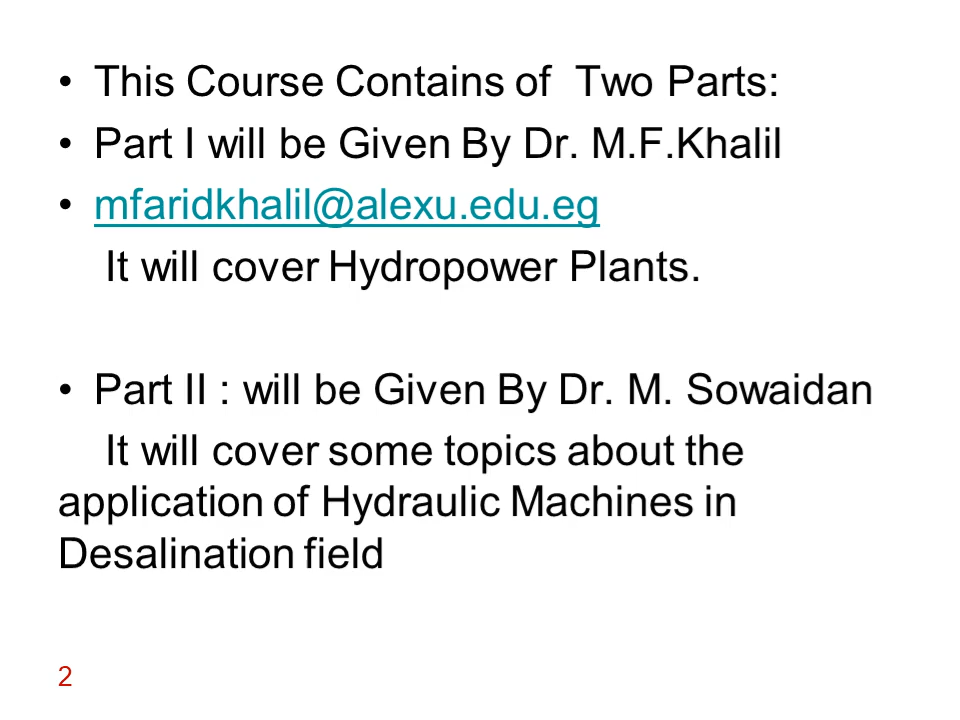 • This Course Contains of  Two Parts:
• Part I will be Given By Dr. M.F.Khalil
• mfaridkhalil@alexu.edu.eg
It will cover Hydropower Plants.
• Part II : will be Given By Dr. M. Sowaidan
It will cover some topics about the
application of Hydraulic Machines in
Desalination field
2